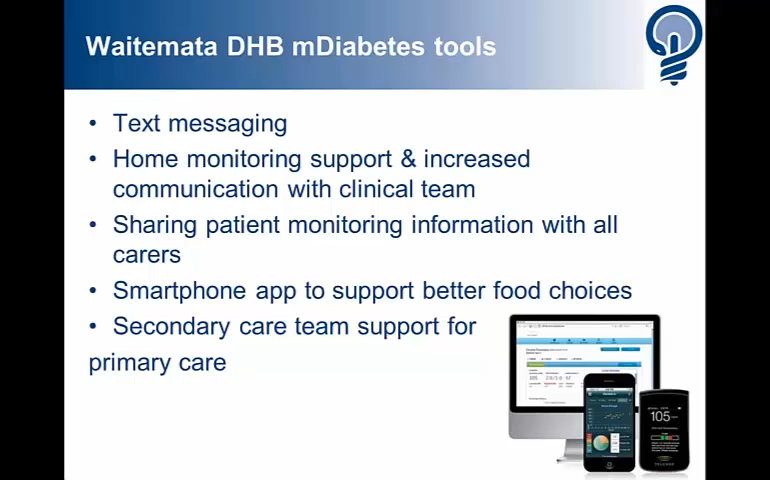 Waitemata DHB mDiabetes tools
• Text messaging
• Home monitoring support & increased
communication with clinical team
• Sharing patient monitoring information with all
carers
• Smartphone app to support better food choices
• Secondary care team support for
primary care
105